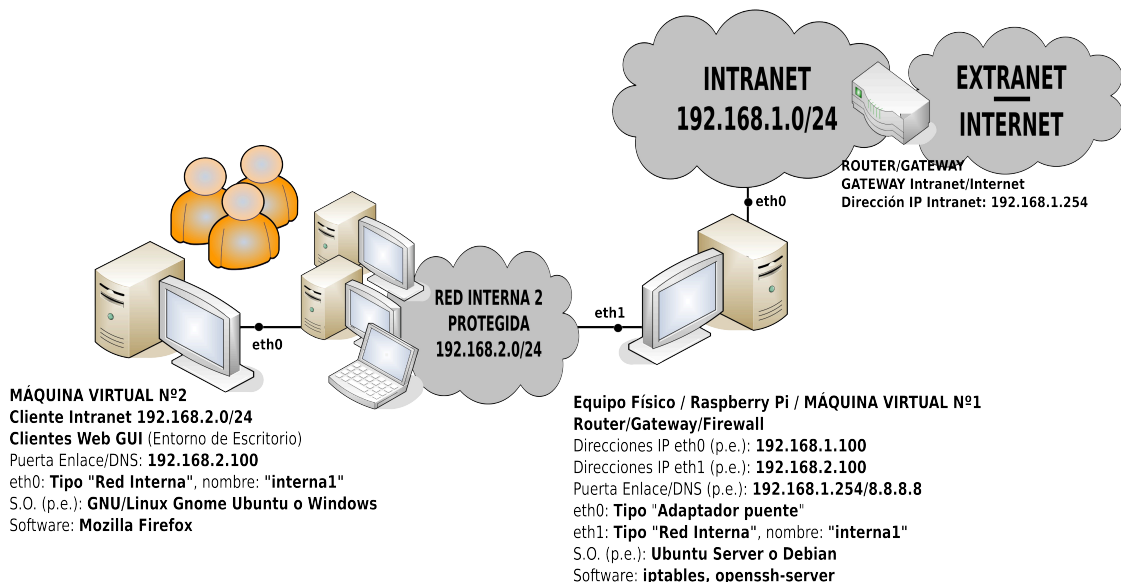 INTRANET
192.168.1.0/24
EXTRANET
INTERNET
ROUTER/GATEWAY
GATEWAY Intranet/Internet
Dirección IP Intranet: 192.168.1.254
eth0
RED INTERNA 2
PROTEGIDA
192.168.2.0/24
eth1
eth0
MÁQUINA VIRTUAL Nº2
Cliente Intranet 192.168.2.0/24
Clientes Web GUI (Entorno de Escritorio)
Puerta Enlace/DNS: 192.168.2.100
eth0: Tipo "Red Interna", nombre: "interna1"
S.O. (p.e.): GNU/Linux Gnome Ubuntu o Windows
Software: Mozilla Firefox
Equipo Físico / Raspberry Pi / MÁQUINA VIRTUAL Nº1
Router/Gateway/Firewall
Direcciones IP eth0 (p.e.): 192.168.1.100
Direcciones IP eth1 (p.e.): 192.168.2.100
Puerta Enlace/DNS (p.e.): 192.168.1.254/8.8.8.8
eth0: Tipo "Adaptador puente"
eth1: Tipo "Red Interna", nombre: "interna1"
S.O. (p.e.): Ubuntu Server o Debian
Software: iptables, openssh-server